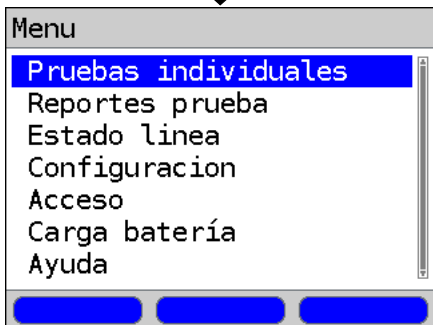 Menu
Pruebas individuales
Reportes prueba
Estado linea
Configuracion
Acceso
Carga batería
Ayuda